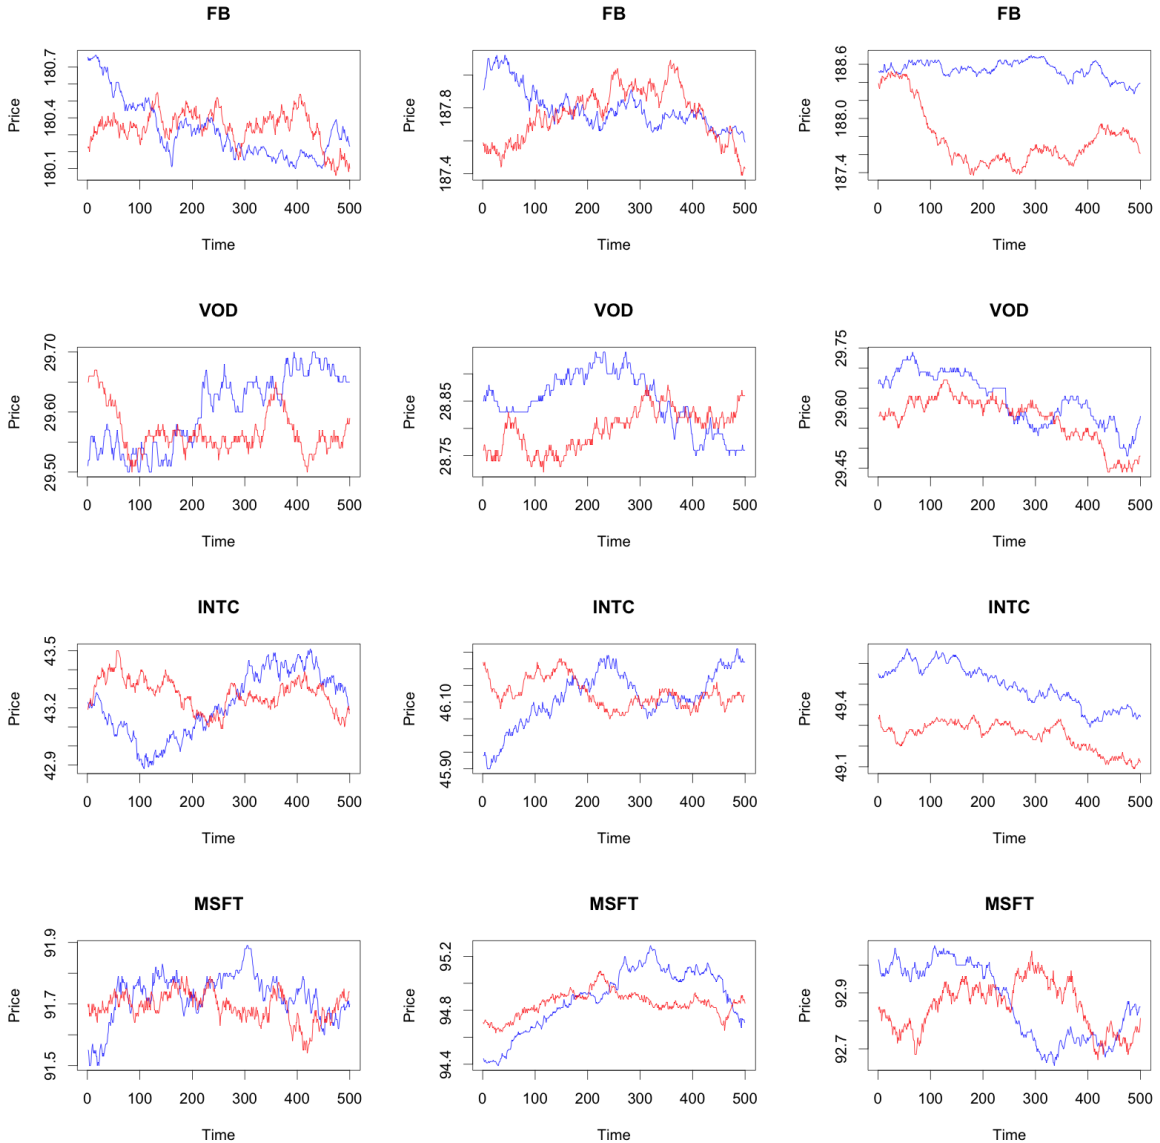 FB FB FB
Price 180.1 180.4 180.7
Price 187.4 187.8
Price 187.4 188.0 188.6
0 100 200 300 400 500 0 100 200 300 400 500 0 100 200 300 400 500
Time Time Time
VOD VOD VOD
Price 29.50 29.60 29.70
Price 28.75 28.85
Price 29.45 29.60 29.75
0 100 200 300 400 500 0 100 200 300 400 500 0 100 200 300 400 500
Time Time Time
INTC INTC INTC
Price 42.9 43.2 43.5
Price 45.90 46.10
Price 49.1 49.4
0 100 200 300 400 500 0 100 200 300 400 500 0 100 200 300 400 500
Time Time Time
MSFT MSFT MSFT
Price 91.5 91.7 91.9
Price 94.4 94.8 95.2
Price 92.7 92.9
0 100 200 300 400 500 0 100 200 300 400 500 0 100 200 300 400 500
Time Time Time